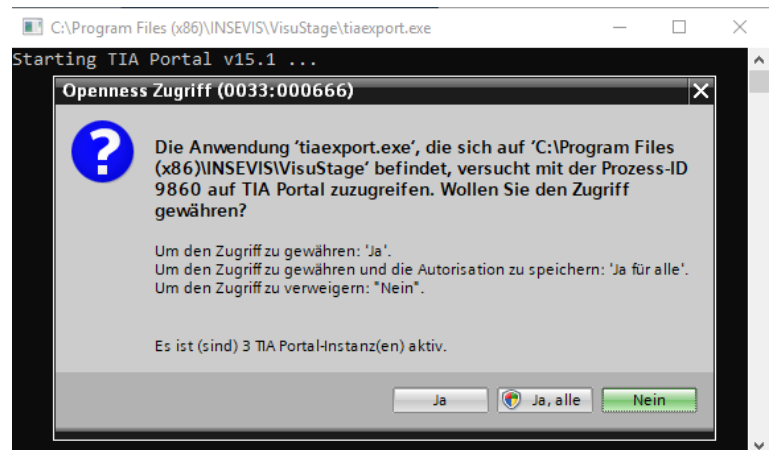 C:\Program Files (x86)\INSEVIS\VisuStage\tiaexport.exe
Starting TIA Portal v15.1 ...
Openness Zugriff (0033:000666)
Die Anwendung 'tiaexport.exe', die sich auf 'C:\Program Files
(x86)\INSEVIS\VisuStage' befindet, versucht mit der Prozess-ID
9860 auf TIA Portal zuzugreifen. Wollen Sie den Zugriff
gewähren?
Um den Zugriff zu gewähren: 'Ja'.
Um den Zugriff zu gewähren und die Autorisation zu speichern: 'Ja für alle'.
Um den Zugriff zu verweigern: "Nein".
Es ist (sind) 3 TIA Portal-Instanz(en) aktiv.
Ja
Ja, alle
Nein